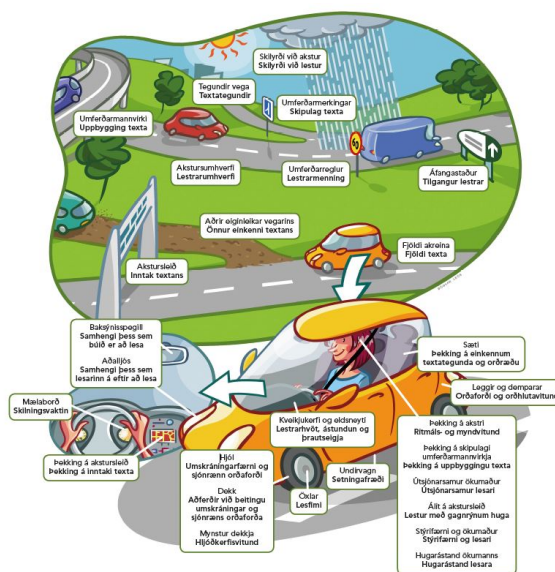 Skilyrði við akstur
Skilyrði við lestur
Tegundir vega
Textategundir
Umferðarmerkingar
Skipulag texta
Umferðarmannvirki
Uppbygging texta
Akstursumhverfi
Lestrarumhverfi
Umferðarreglur
Lestrarmenning
Áfangastaður
Tilgangur lestrar
Aðrir eiginleikar vegarins
Önnur einkenni textans
Akstursleið
Inntak textans
Fjöldi akreina
Fjöldi texta
Baksýnisspegill
Samhengi þess sem
búið er að lesa
Aðalljós
Samhengi þess sem
lesarinn á eftir að lesa
Sæti
Þekking á einkennum
textategunda og orðræðu
Leggir og demparar
Orðaforði og orðhlutavitund
Mælaborð
Skilningsvaktin
Þekking á akstursleið
Þekking á inntaki texta
Kveikjukerfi og eldsneyti
Lestrarhvöt, ástundun og
þrautseigja
Hjól
Umskráningarfærni og
sjónrænn orðaforði
Dekk
Aðferðir við beitingu
umskráningar og
sjónræns orðaforða
Mynstur dekkja
Hljóðkerfisvitund
Öxlar
Lesfimi
Undirvagn
Setningafræði
Þekking á akstri
Ritmáls- og myndvitund
Þekking á skipulagi
umferðarmannvirkja
Þekking á uppbyggingu texta
Útsjónarsamur ökumaður
Útsjónarsamur lesari
Álit á akstursleið
Lestur með gagnrýnum huga
Stýrifærni og ökumaður
Stýrifærni og lesari
Hugarástand ökumanns
Hugarástand lesara